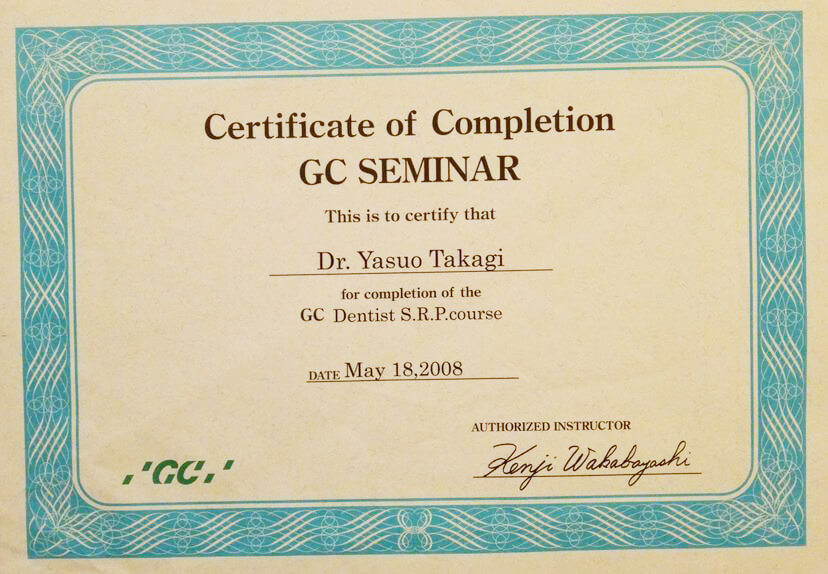 Certificate of Completion
GC SEMINAR
This is to certify that
Dr. Yasuo Takagi
for completion of the
GC Dentist S.R.P.course
DATE May 18,2008
AUTHORIZED INSTRUCTOR
Kenji Wakabayashi
GC